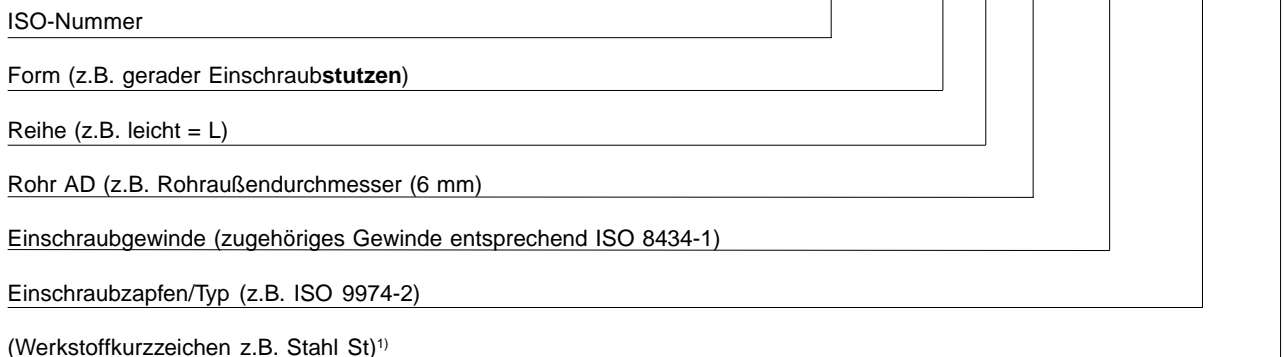 ISO-Nummer
Form (z.B. gerader Einschraubstutzen)
Reihe (z.B. leicht = L)
Rohr AD (z.B. Rohraußendurchmesser (6 mm)
Einschraubgewinde (zugehöriges Gewinde entsprechend ISO 8434-1)
Einschraubzapfen/Typ (z.B. ISO 9974-2)
(Werkstoffkurzzeichen z.B. Stahl St)¹⁾